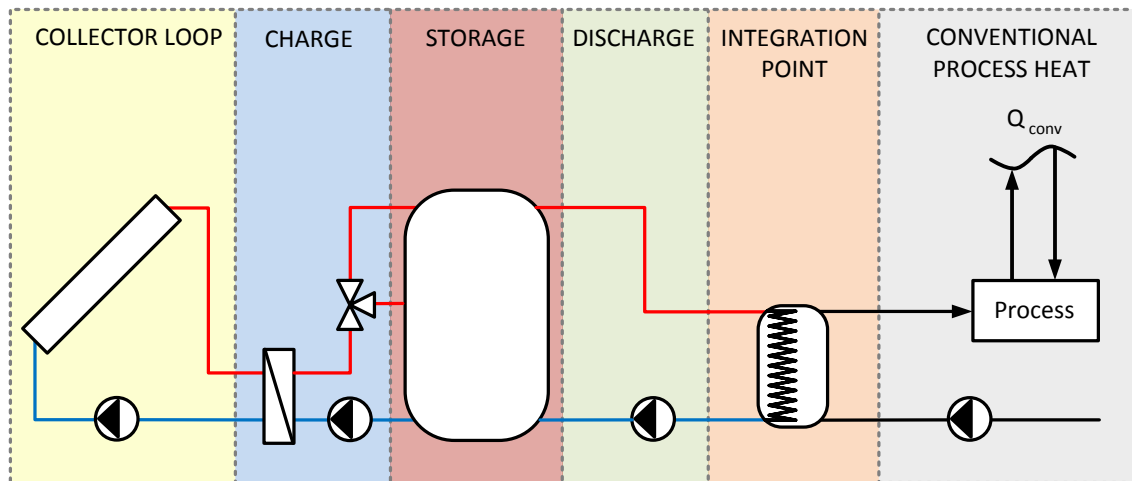 COLLECTOR LOOP
CHARGE
STORAGE
DISCHARGE
INTEGRATION
POINT
CONVENTIONAL
PROCESS HEAT
Q conv
Process